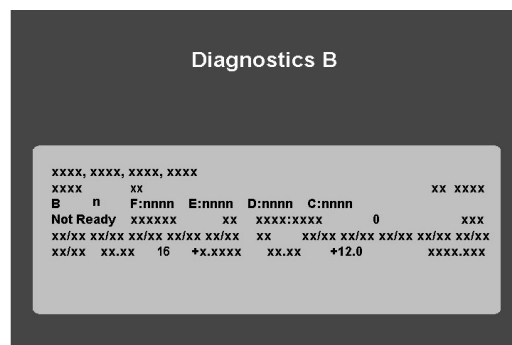 Diagnostics B
xxxx, xxxx, xxxx, xxxx
xxxx xx xx xxxx
B n F:nnnn E:nnnn D:nnnn C:nnnn
Not Ready xxxxxx xx xxxx:xxxx 0 xxx
xx/xx xx/xx xx/xx xx/xx xx/xx xx xx/xx xx/xx xx/xx xx/xx xx/xx
xx/xx xx.xx 16 +x.xxxx xx.xx +12.0 xxxx.xxx